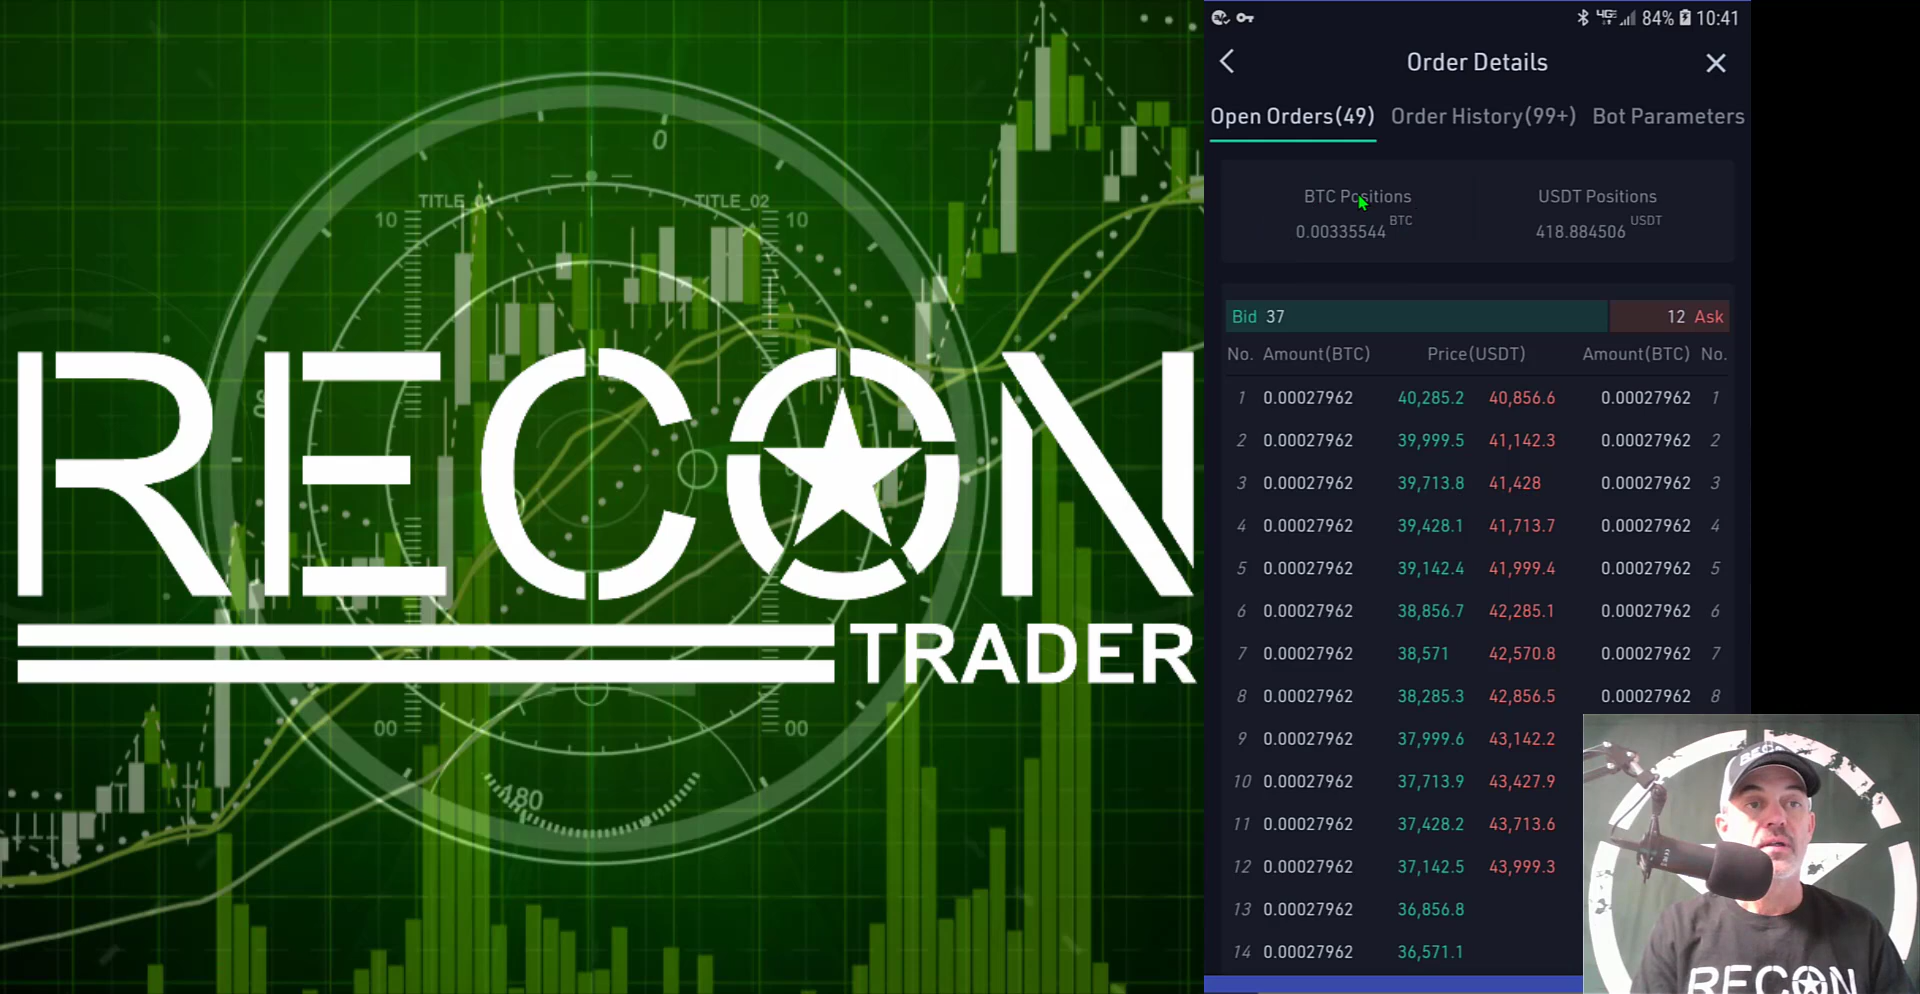 0
TITLE_
TITLE_02
10
10
RECON
TRADER
00
00
480
84% 10:41
Order Details
Open Orders(49) Order History(99+) Bot Parameters
BTC Positions USDT Positions
0.00335544 BTC 418.884506 USDT
Bid 37 12 Ask
No. Amount(BTC) Price(USDT) Amount(BTC) No.
1 0.00027962 40,285.2 40,856.6 0.00027962 1
2 0.00027962 39,999.5 41,142.3 0.00027962 2
3 0.00027962 39,713.8 41,428 0.00027962 3
4 0.00027962 39,428.1 41,713.7 0.00027962 4
5 0.00027962 39,142.4 41,999.4 0.00027962 5
6 0.00027962 38,856.7 42,285.1 0.00027962 6
7 0.00027962 38,571 42,570.8 0.00027962 7
8 0.00027962 38,285.3 42,856.5 0.00027962 8
9 0.00027962 37,999.6 43,142.2
10 0.00027962 37,713.9 43,427.9
11 0.00027962 37,428.2 43,713.6
12 0.00027962 37,142.5 43,999.3
13 0.00027962 36,856.8
14 0.00027962 36,571.1
RECON
RECON